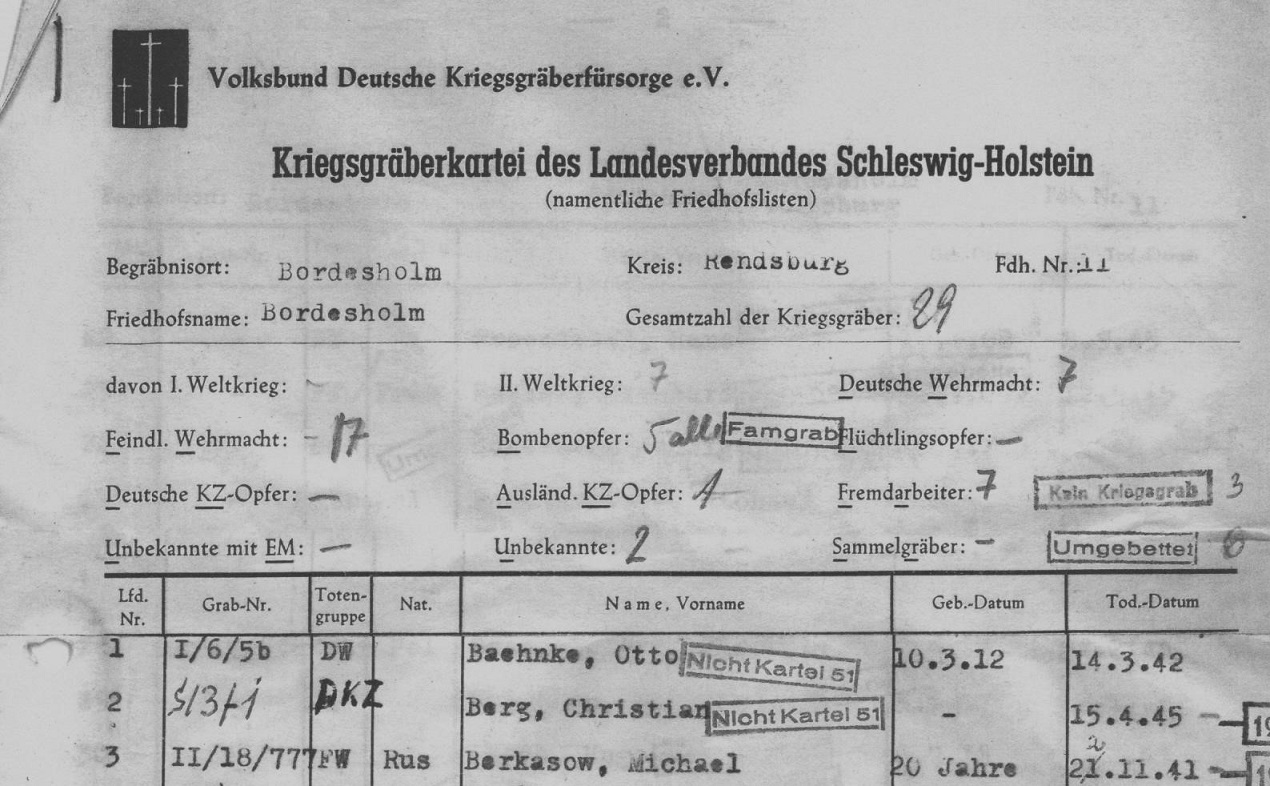 Volksbund Deutsche Kriegsgräberfürsorge e.V.
Kriegsgräberkartei des Landesverbandes Schleswig-Holstein
(namentliche Friedhofslisten)
Begräbnisort: Bordesholm Kreis: Rendsburg Fdh. Nr.: 11
Friedhofsname: Bordesholm Gesamtzahl der Kriegsgräber: 29
davon I. Weltkrieg: - II. Weltkrieg: 7 Deutsche Wehrmacht: 7
Feindl. Wehrmacht: - 17 Bombenopfer: 5 alle Famgrab Flüchtlingsopfer: -
Deutsche KZ-Opfer: - Ausländ. KZ-Opfer: 1 Fremdarbeiter: 7 Kein Kriegsgrab 3
Unbekannte mit EM: - Unbekannte: 2 Sammelgräber: - Umgebettet
Lfd. Nr. Grab-Nr. Totengruppe Nat. Name, Vorname Geb.-Datum Tod.-Datum
1 I/6/5b DW Baehnke, Otto Nicht Kartei 51 10.3.12 14.3.42
2 DKZ Berg, Christian Nicht Kartei 51 - 15.4.45
3 II/18/777 FW Rus Berkasow, Michael 20 Jahre 21.11.41